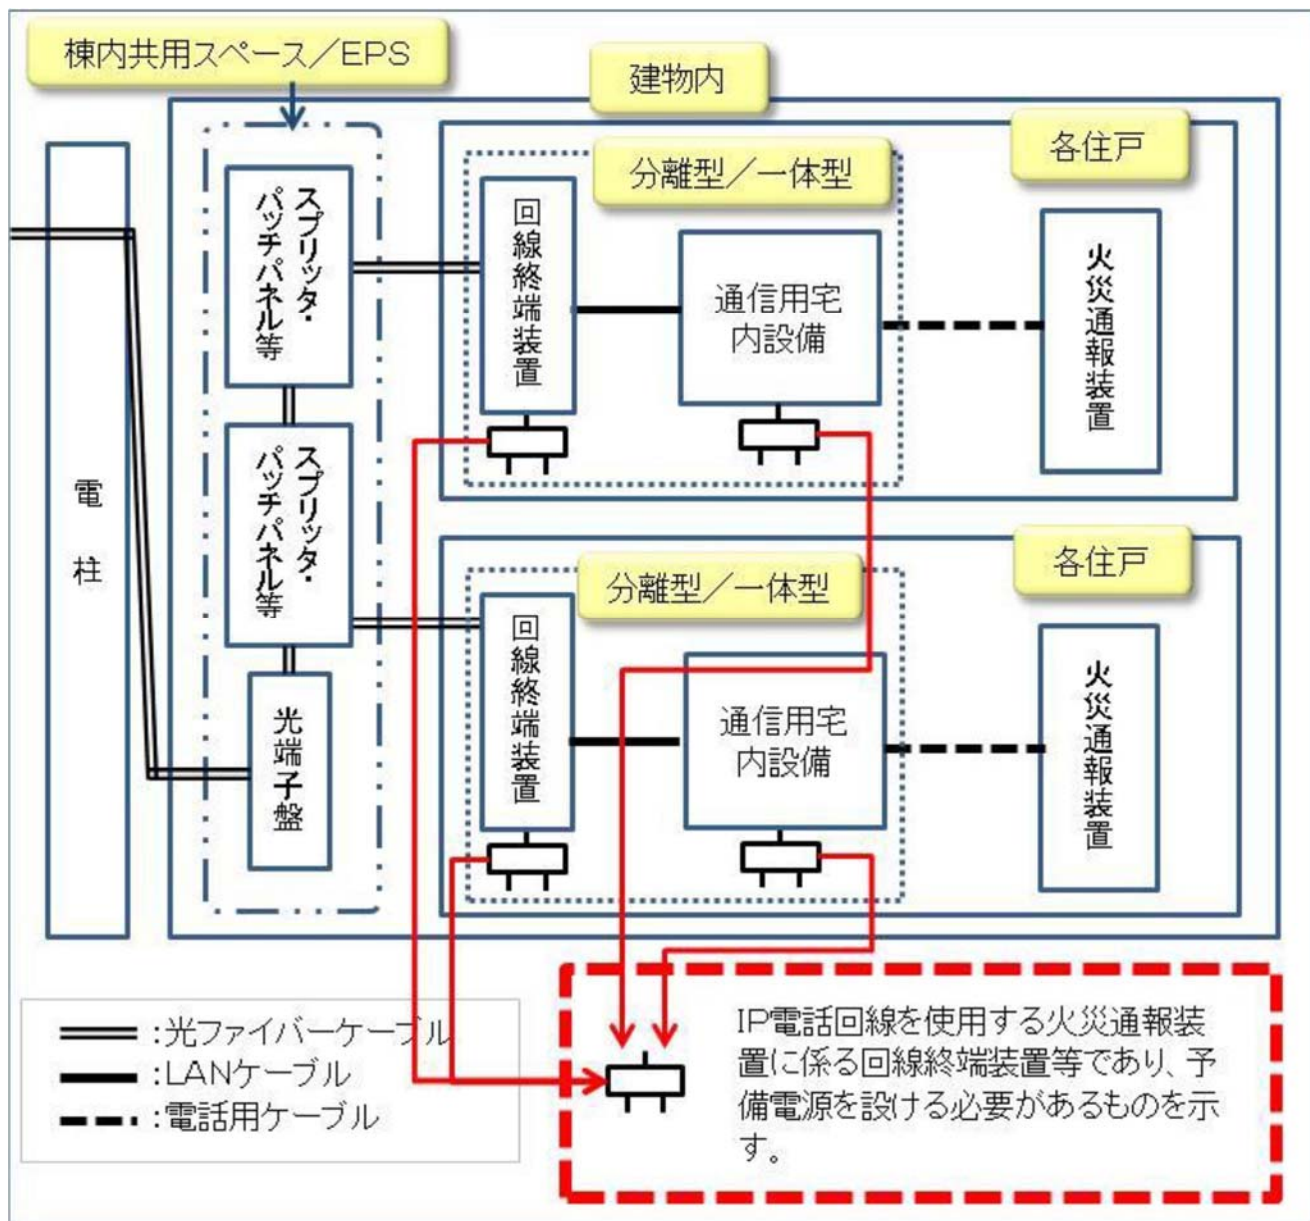 棟内共用スペース／EPS
建物内
各住戸
分離型／一体型
電柱
スプリッタ・
パッチパネル等
回線終端装置
通信用宅
内設備
火災通報装置
スプリッタ・
パッチパネル等
各住戸
分離型／一体型
回線終端装置
通信用宅
内設備
火災通報装置
光端子盤
:光ファイバーケーブル
:LANケーブル
:電話用ケーブル
IP電話回線を使用する火災通報装
置に係る回線終端装置等であり、予
備電源を設ける必要があるものを示
す。